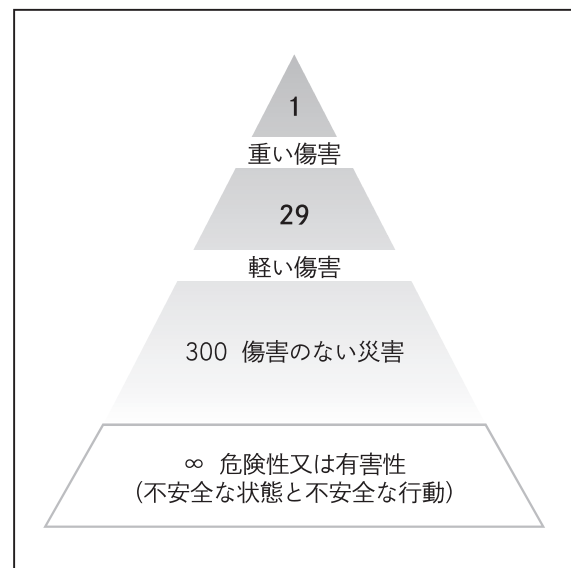 1
重い傷害
29
軽い傷害
300 傷害のない災害
∞ 危険性又は有害性
(不安全な状態と不安全な行動)